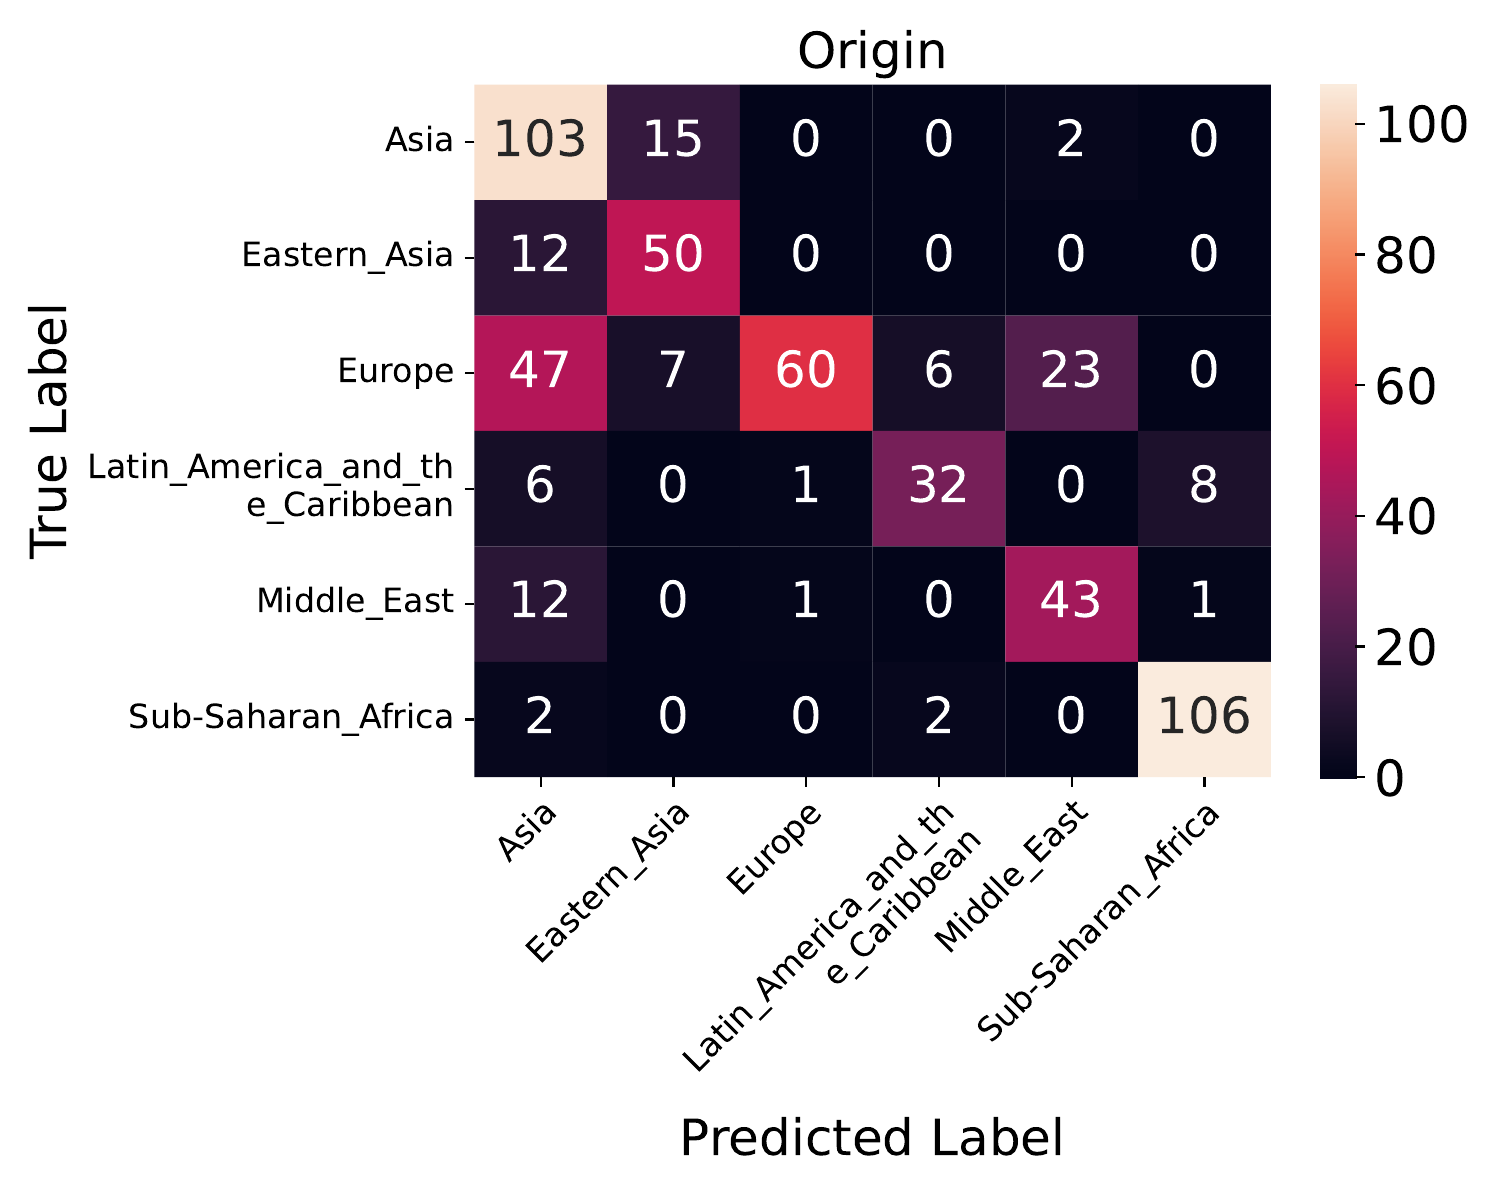 Origin
Asia 103 15 0 0 2 0
Eastern_Asia 12 50 0 0 0 0
Europe 47 7 60 6 23 0
Latin_America_and_th
e_Caribbean 6 0 1 32 0 8
Middle_East 12 0 1 0 43 1
Sub-Saharan_Africa 2 0 0 2 0 106
True Label
Asia
Eastern_Asia
Europe
Latin_America_and_th
e_Caribbean
Middle_East
Sub-Saharan_Africa
Predicted Label
100
80
60
40
20
0